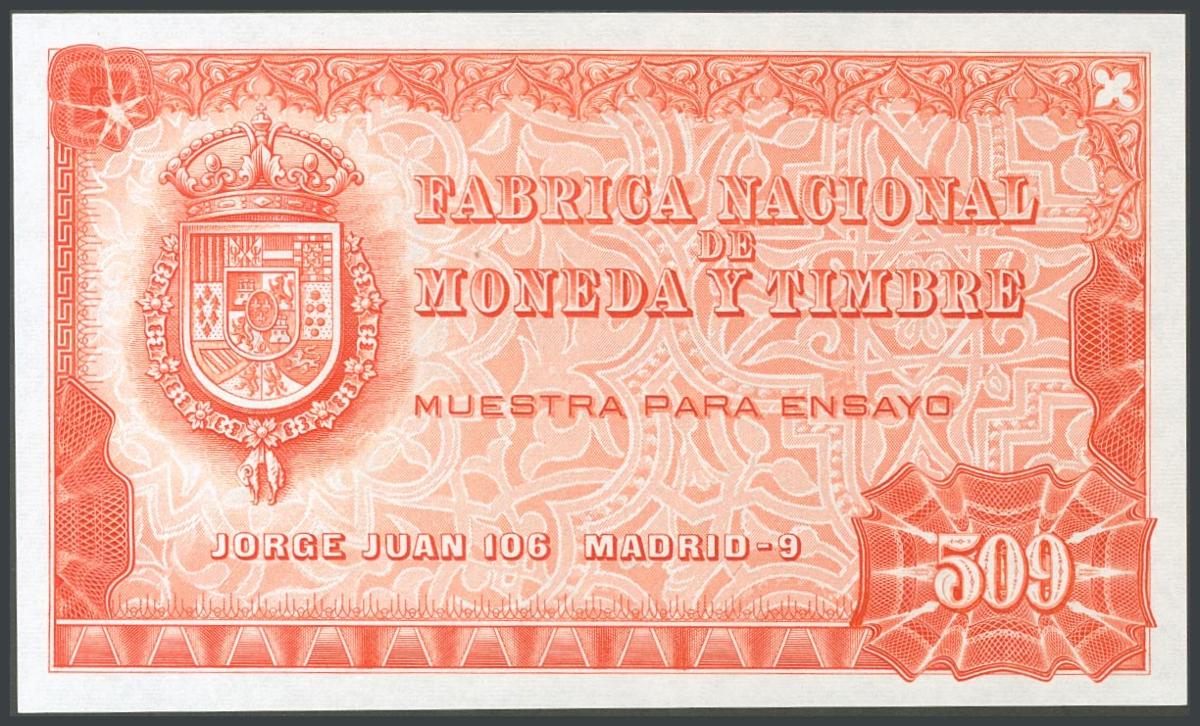 FABRICA NACIONAL
DE
MONEDA Y TIMBRE
MUESTRA PARA ENSAYO
JORGE JUAN 106 MADRID-9
509